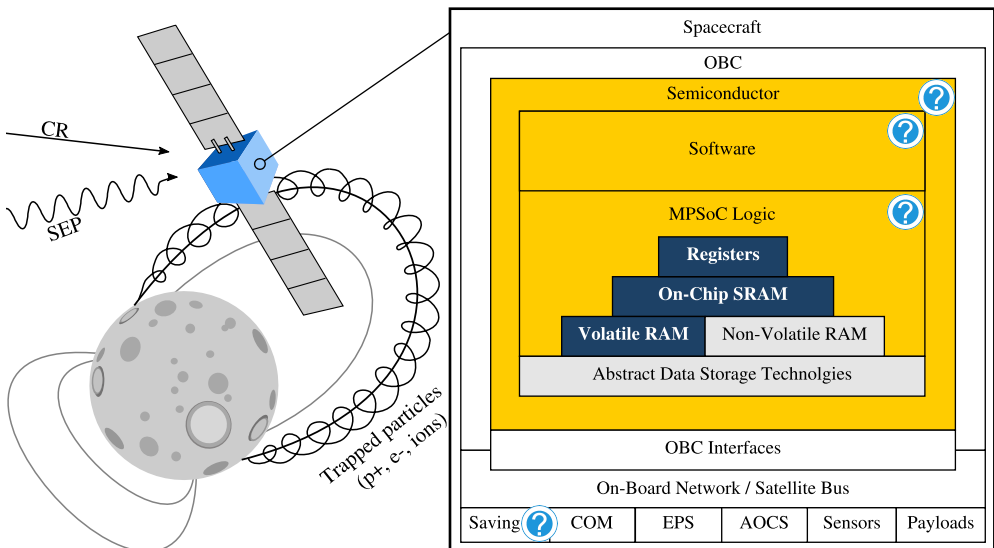 CR
SEP
Trapped particles
(p+, e-, ions)
Spacecraft
OBC
Semiconductor
?
Software
?
MPSoC Logic
?
Registers
On-Chip SRAM
Volatile RAM
Non-Volatile RAM
Abstract Data Storage Technolgies
OBC Interfaces
On-Board Network / Satellite Bus
Saving
?
COM
EPS
AOCS
Sensors
Payloads